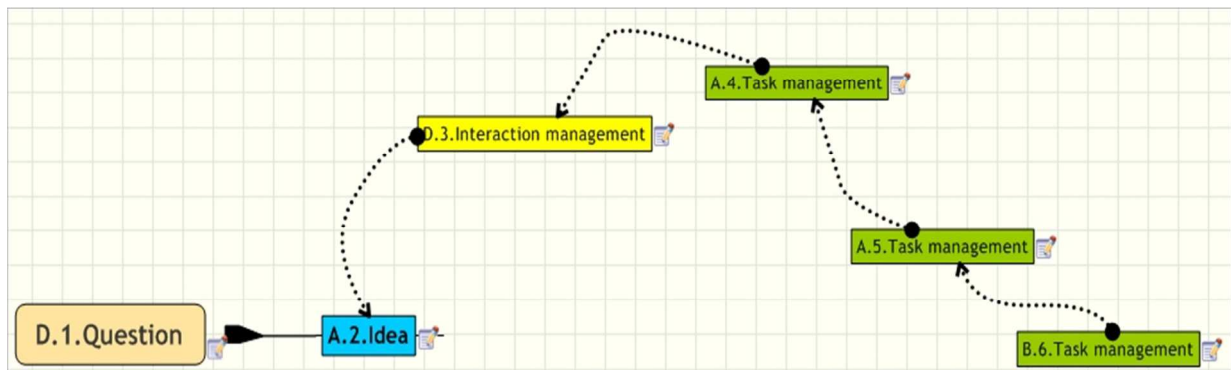 A.4.Task management
D.3.Interaction management
A.5.Task management
D.1.Question
A.2.Idea
B.6.Task management